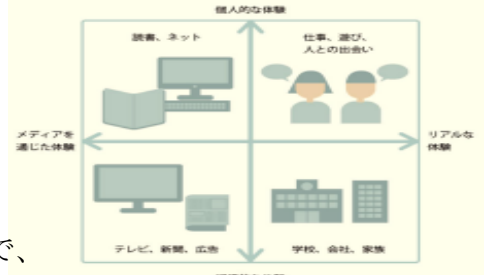 個人的な体験
読書、ネット
仕事、遊び、
人との出会い
メディアを
通じた体験
リアルな
体験
テレビ、新聞、広告
学校、会社、家族
で、